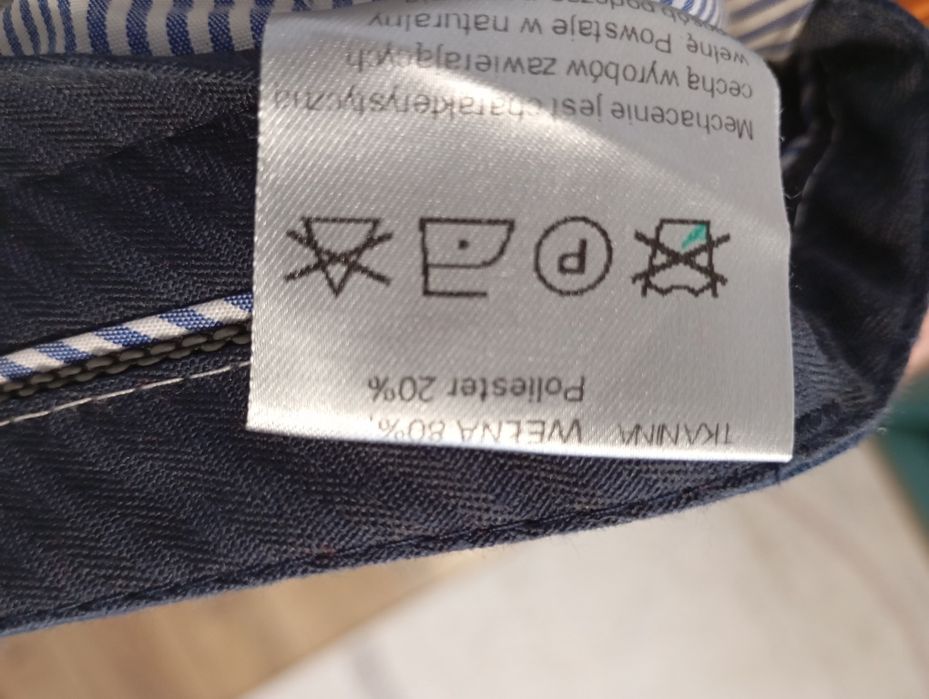 TKANINA WEŁNA 80%,
Poliester 20%
P
Mechacenie jest charakterystyczną
cechą wyrobów zawierających
wełnę. Powstaje w naturalny